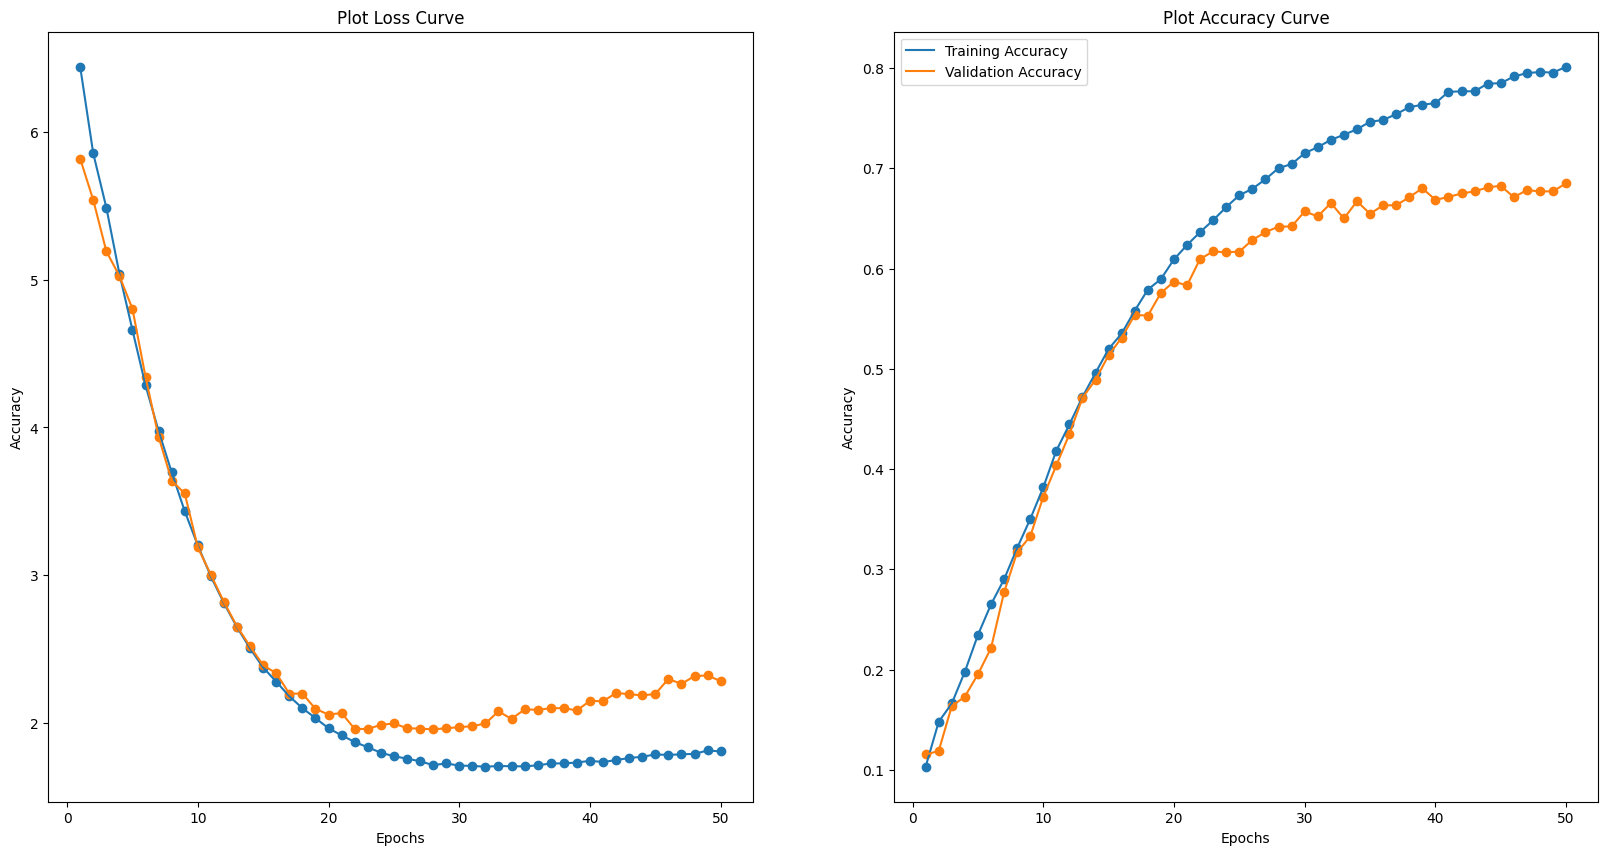 Plot Loss Curve
6
5
4
3
2
Accuracy
0 10 20 30 40 50
Epochs
Plot Accuracy Curve
Training Accuracy
Validation Accuracy
0.8
0.7
0.6
0.5
0.4
0.3
0.2
0.1
Accuracy
0 10 20 30 40 50
Epochs